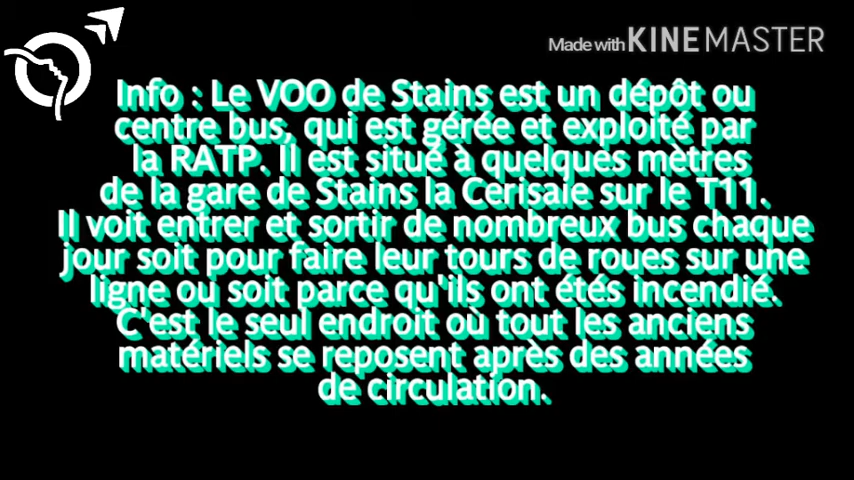 Made with KINEMASTER
Info : Le VOO de Stains est un dépôt ou
centre bus, qui est gérée et exploité par
la RATP. Il est situé à quelques mètres
de la gare de Stains la Cerisaie sur le T11.
Il voit entrer et sortir de nombreux bus chaque
jour soit pour faire leur tours de roues sur une
ligne ou soit parce qu'ils ont étés incendié.
C'est le seul endroit où tout les anciens
matériels se reposent après des années
de circulation.